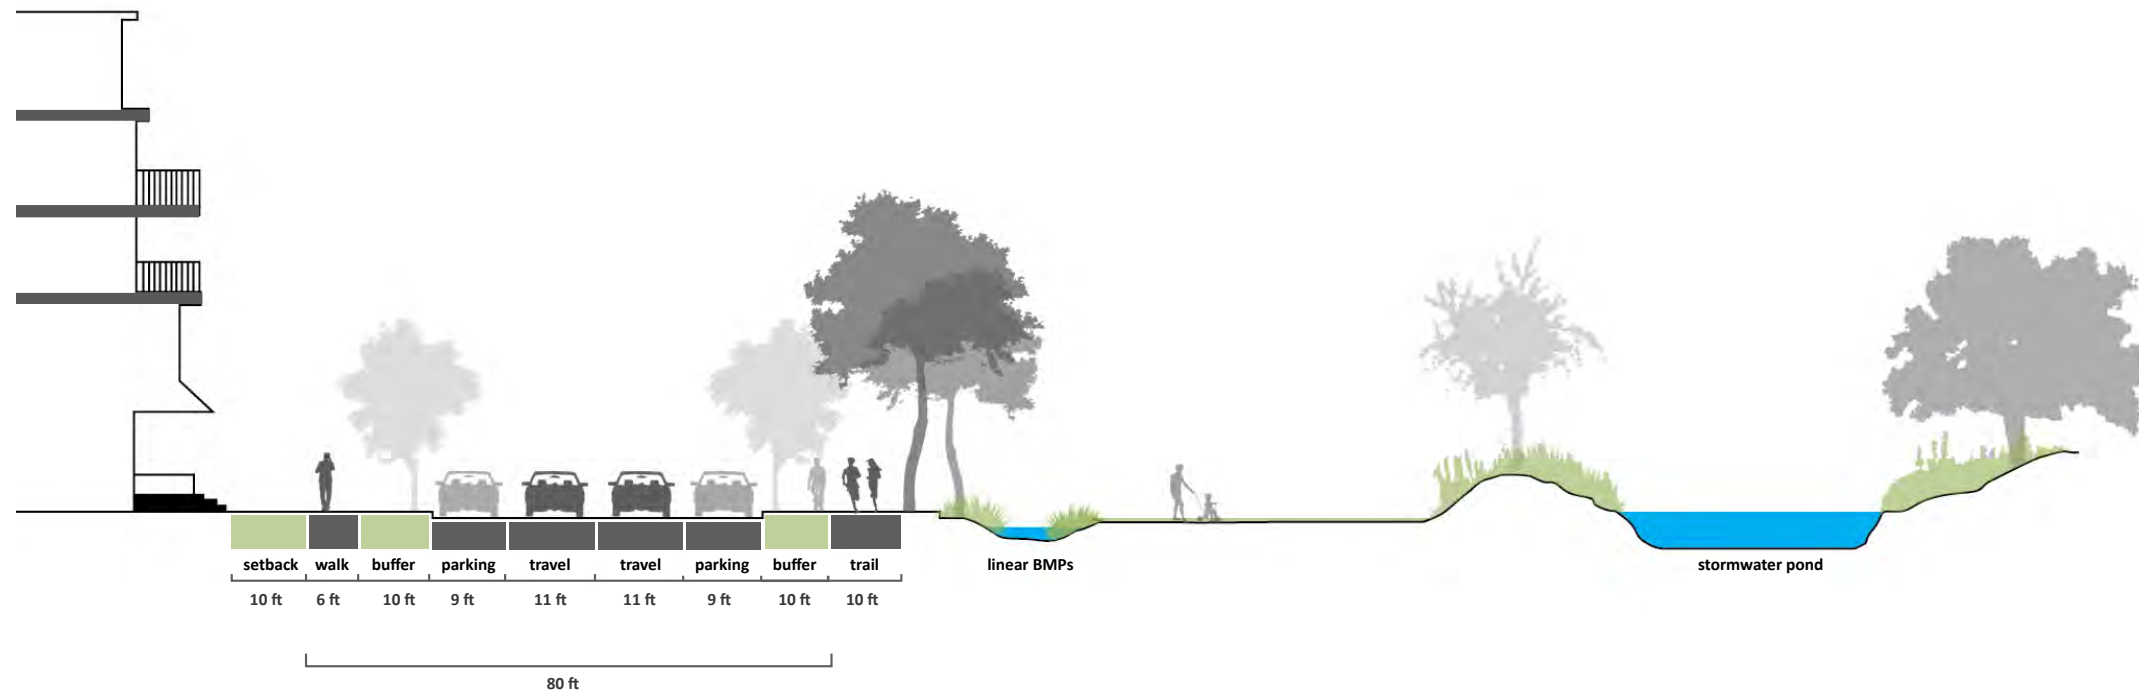 setback walk buffer parking travel travel parking buffer trail linear BMPs stormwater pond
10 ft 6 ft 10 ft 9 ft 11 ft 11 ft 9 ft 10 ft 10 ft
80 ft